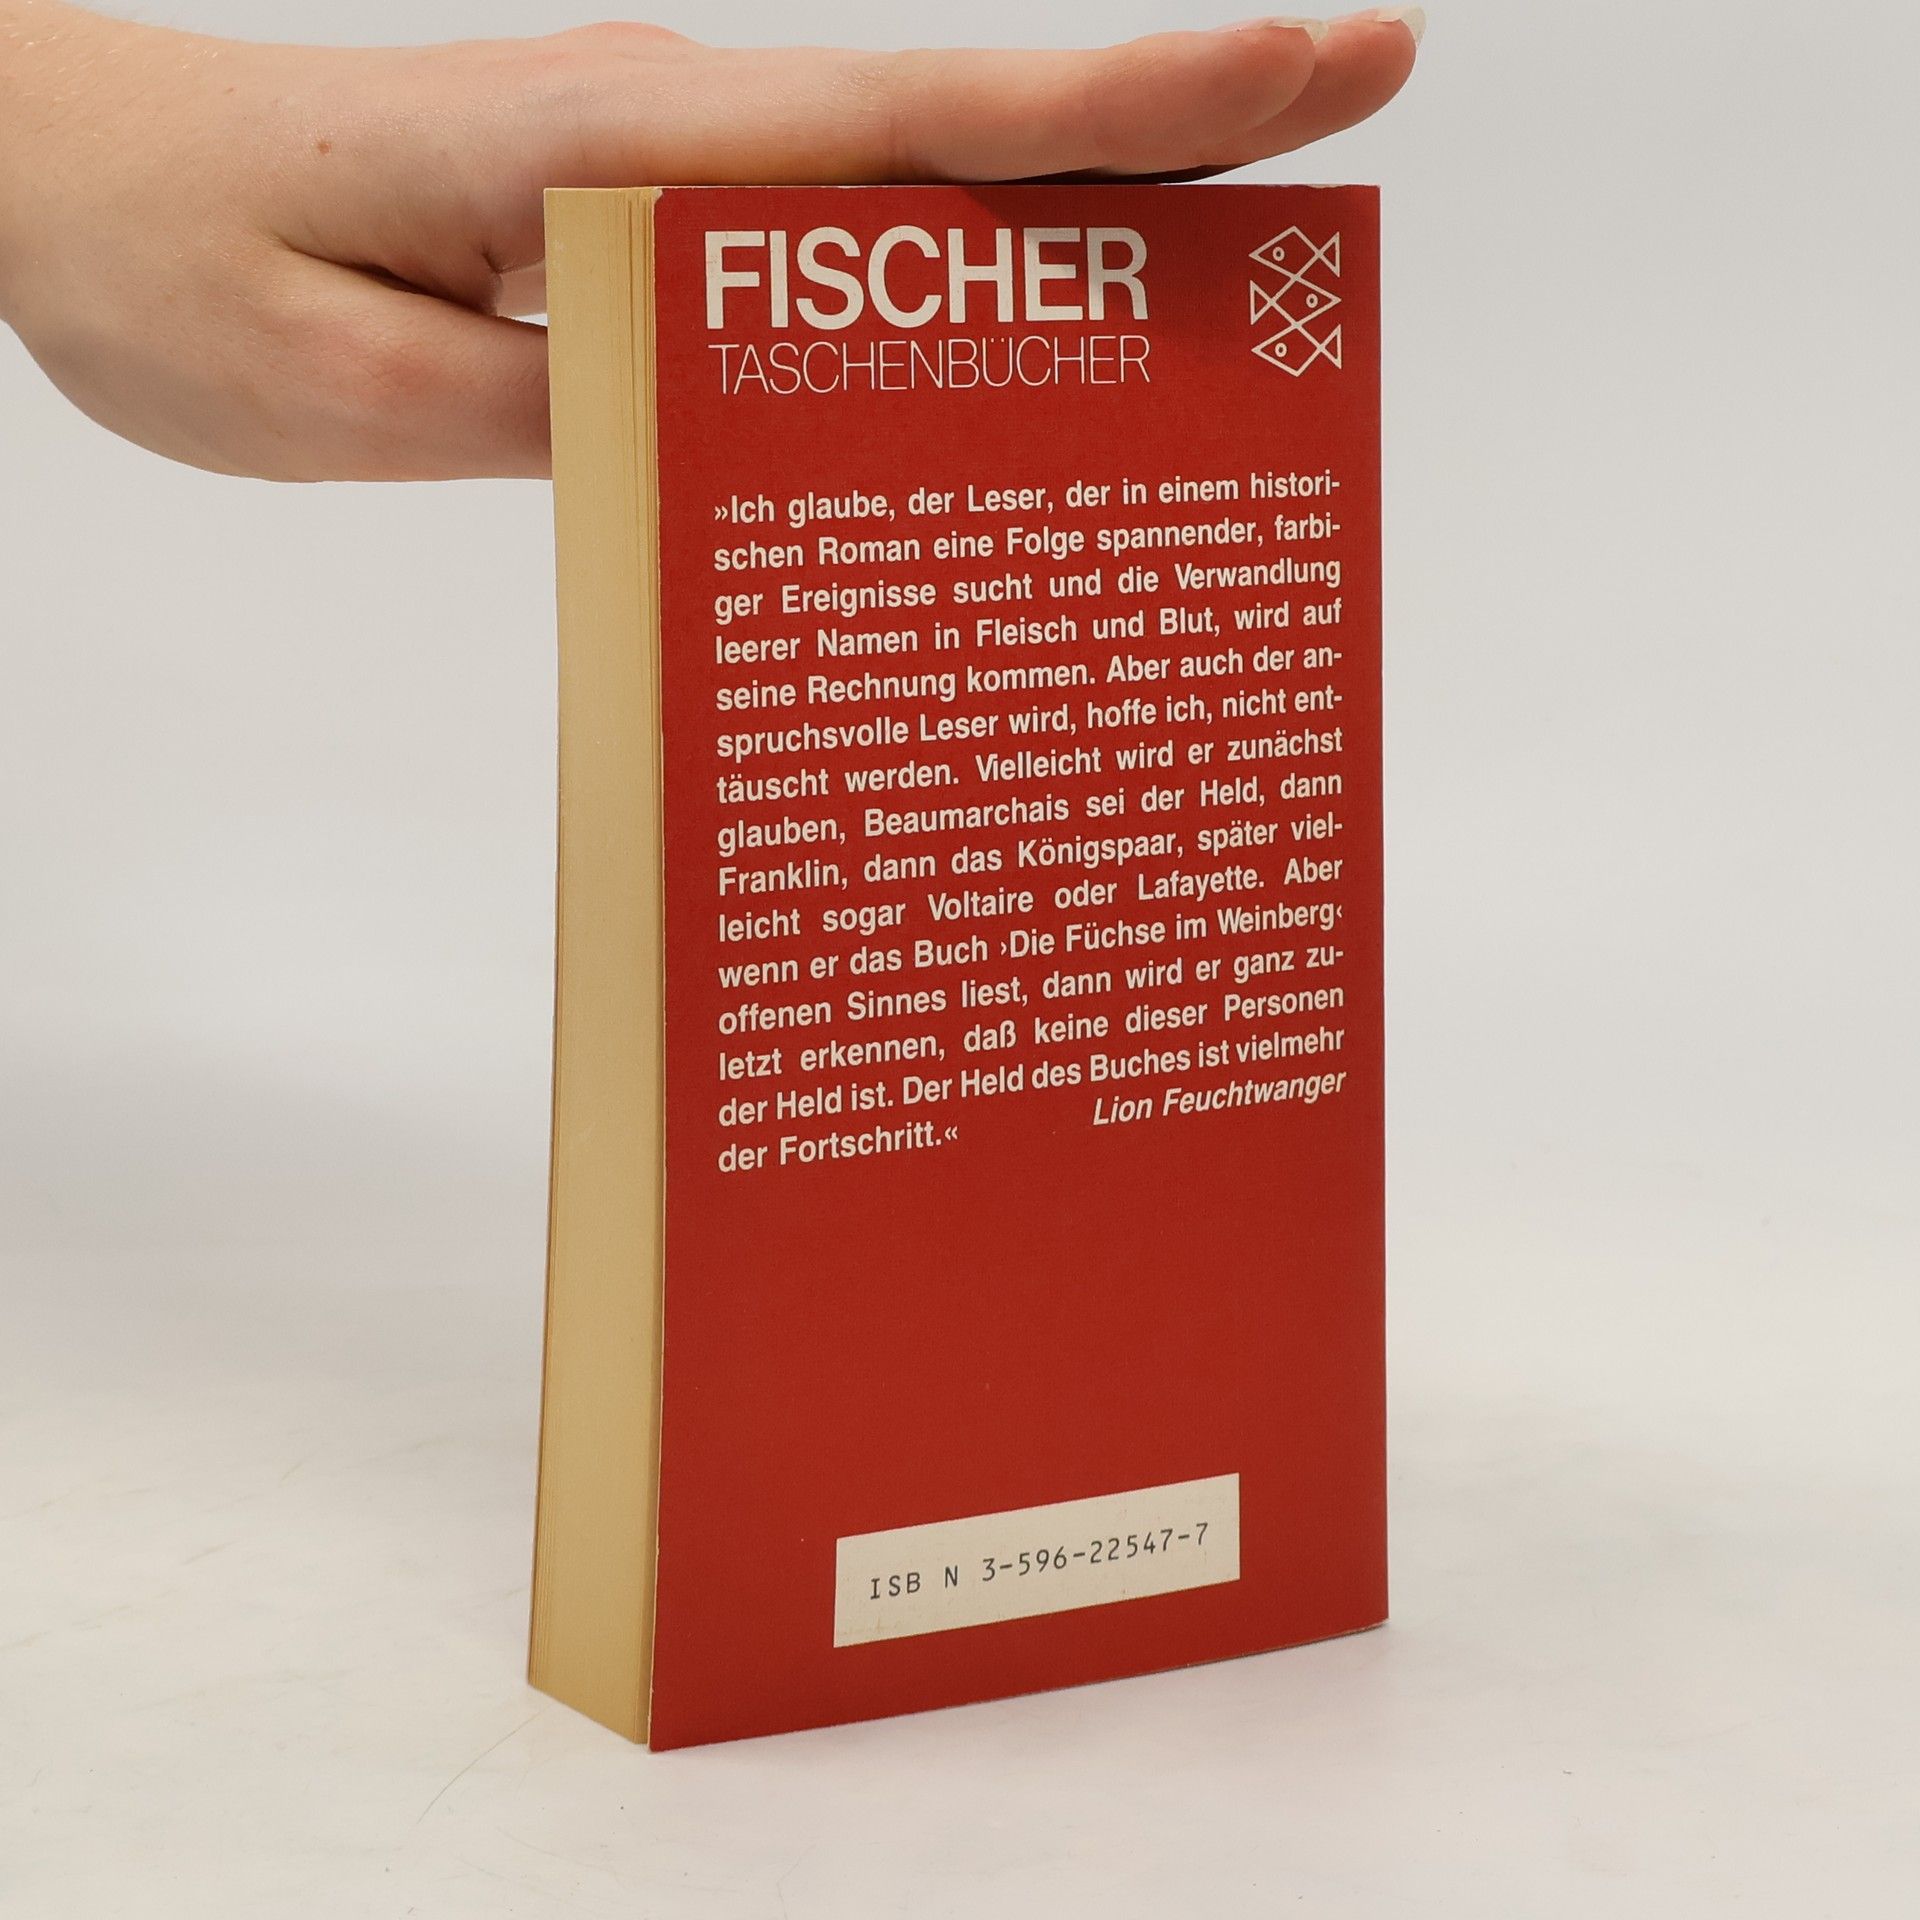 FISCHER
TASCHENBÜCHER
»Ich glaube, der Leser, der in einem histori-
schen Roman eine Folge spannender, farbi-
ger Ereignisse sucht und die Verwandlung
leerer Namen in Fleisch und Blut, wird auf
seine Rechnung kommen. Aber auch der an-
spruchsvolle Leser wird, hoffe ich, nicht ent-
täuscht werden. Vielleicht wird er zunächst
glauben, Beaumarchais sei der Held, dann
Franklin, dann das Königspaar, später viel-
leicht sogar Voltaire oder Lafayette. Aber
wenn er das Buch ›Die Füchse im Weinberg‹
offenen Sinnes liest, dann wird er ganz zu-
letzt erkennen, daß keine dieser Personen
der Held ist. Der Held des Buches ist vielmehr
der Fortschritt.« Lion Feuchtwanger
ISB N 3-596-22547-7